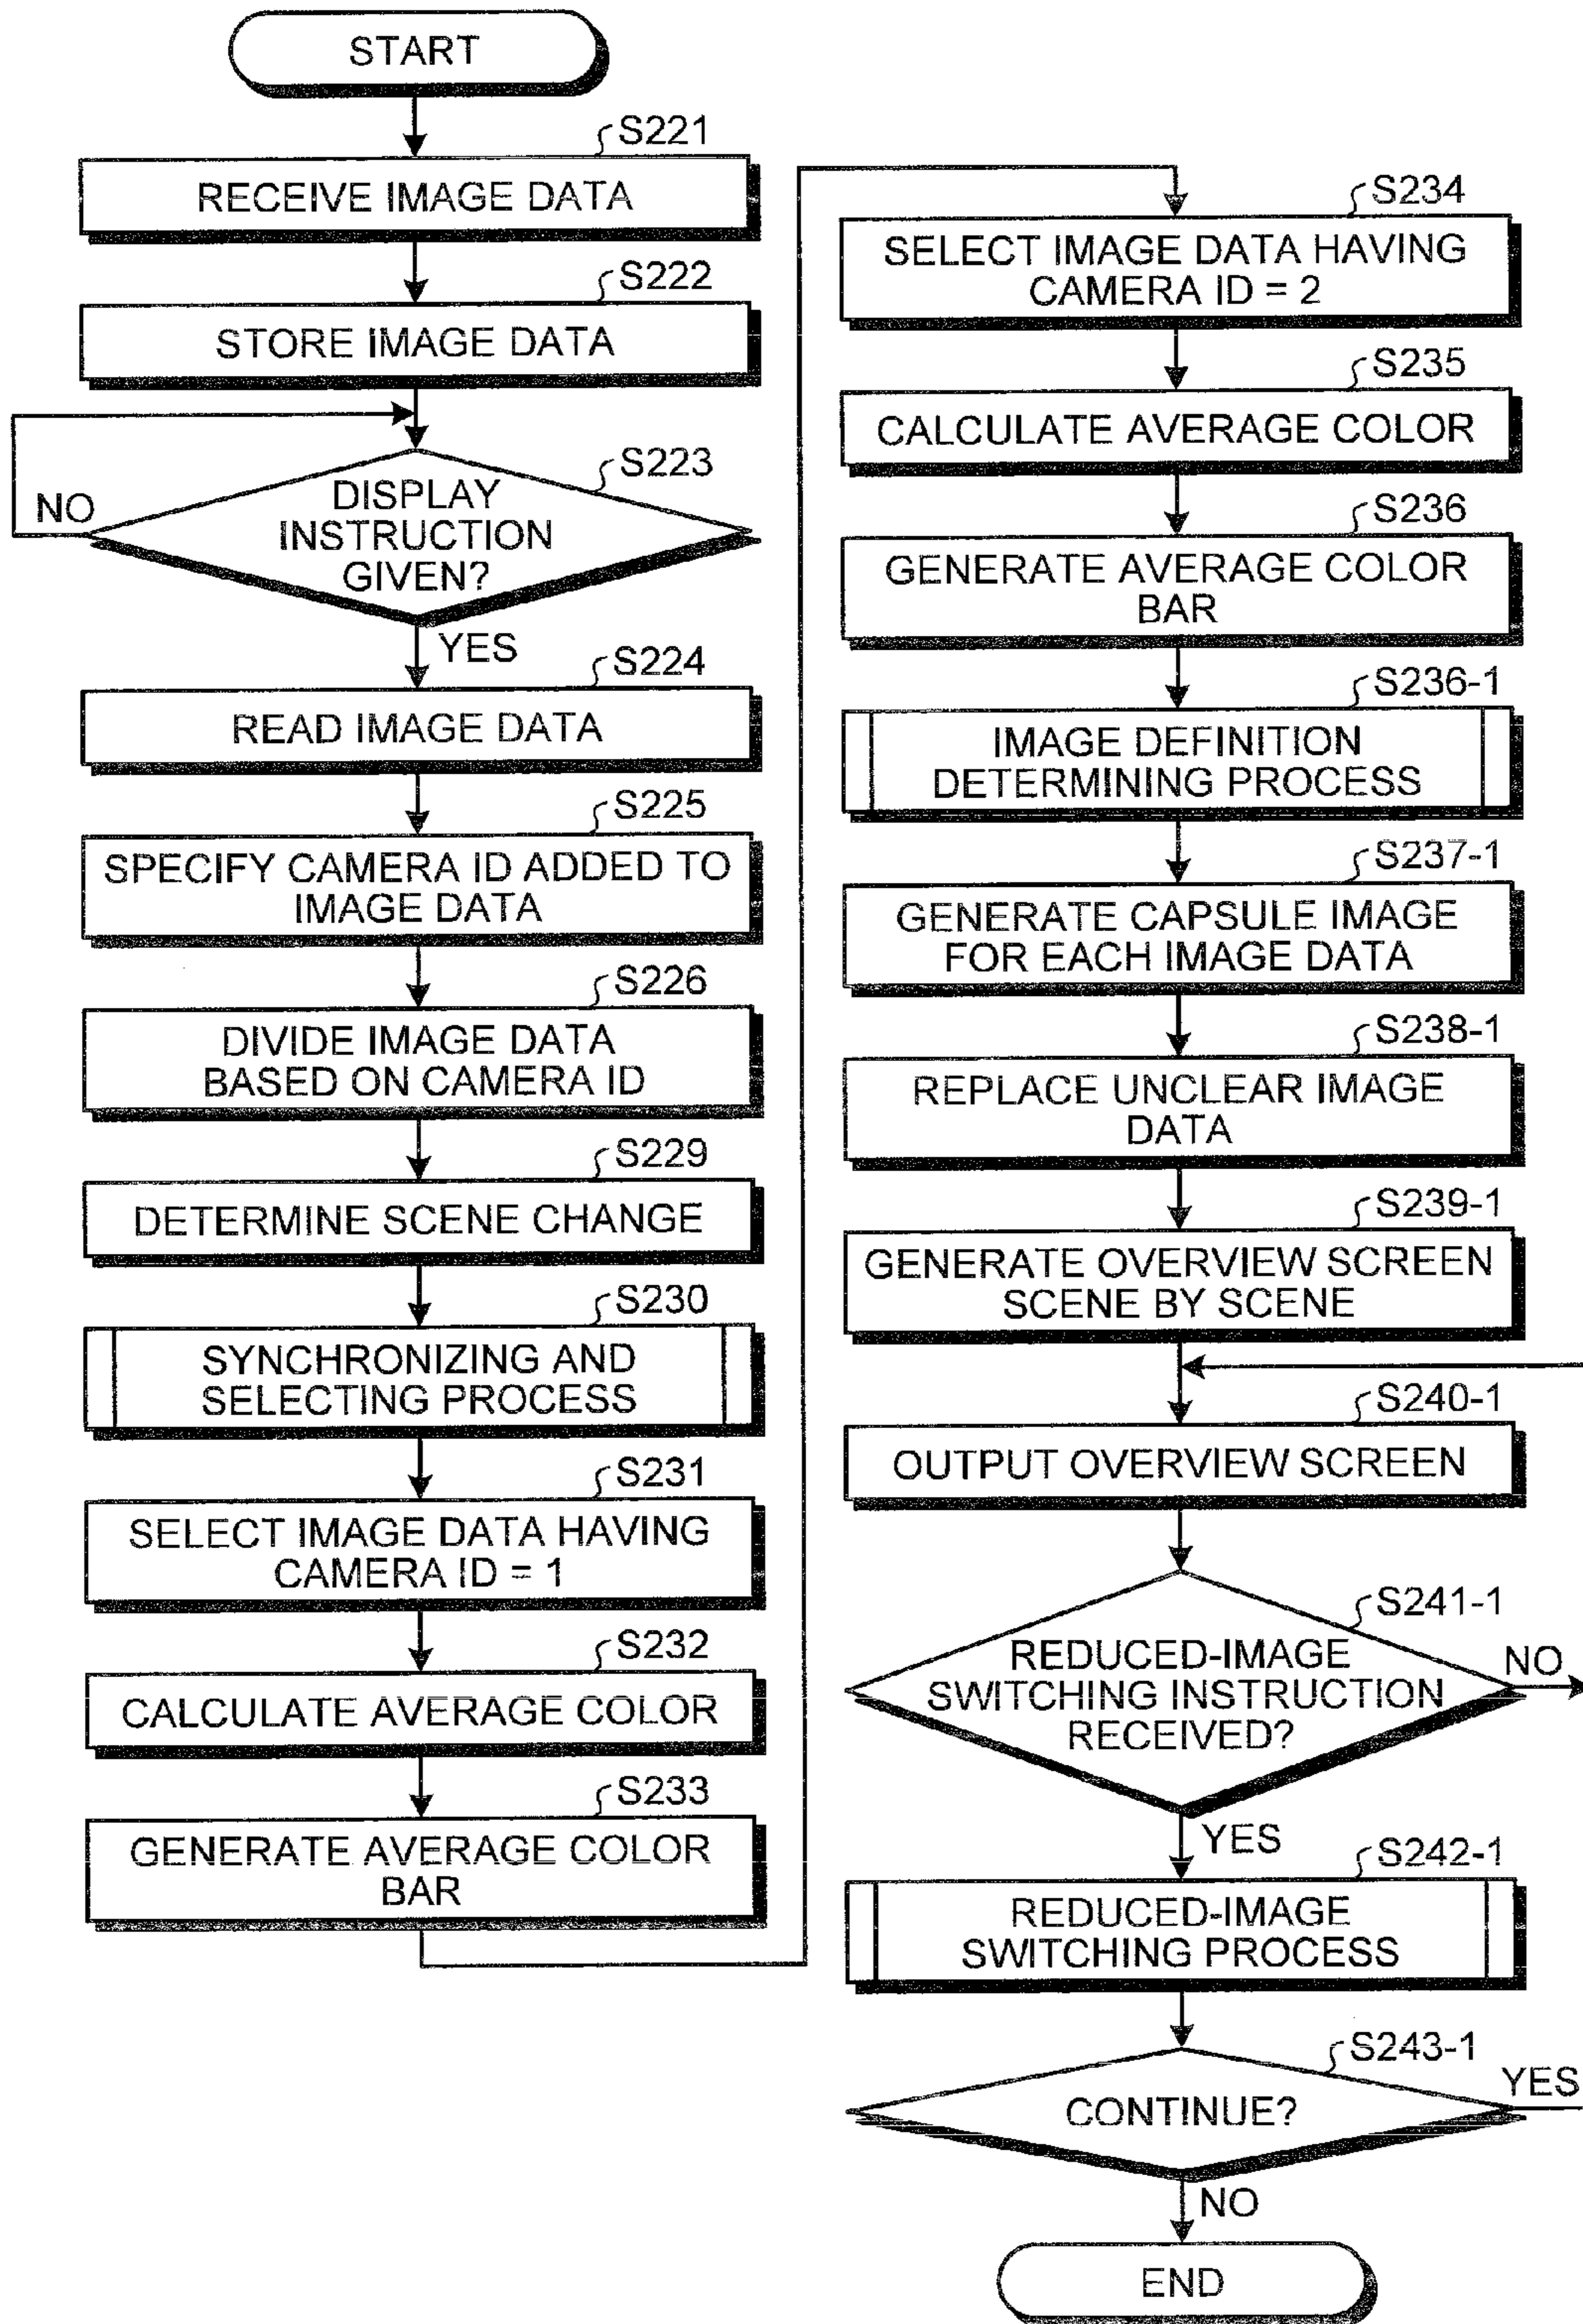 START
S221
RECEIVE IMAGE DATA
S222
STORE IMAGE DATA
S223
DISPLAY
INSTRUCTION
GIVEN?
NO
YES
S224
READ IMAGE DATA
S225
SPECIFY CAMERA ID ADDED TO
IMAGE DATA
S226
DIVIDE IMAGE DATA
BASED ON CAMERA ID
S229
DETERMINE SCENE CHANGE
S230
SYNCHRONIZING AND
SELECTING PROCESS
S231
SELECT IMAGE DATA HAVING
CAMERA ID = 1
S232
CALCULATE AVERAGE COLOR
S233
GENERATE AVERAGE COLOR
BAR
S234
SELECT IMAGE DATA HAVING
CAMERA ID = 2
S235
CALCULATE AVERAGE COLOR
S236
GENERATE AVERAGE COLOR
BAR
S236-1
IMAGE DEFINITION
DETERMINING PROCESS
S237-1
GENERATE CAPSULE IMAGE
FOR EACH IMAGE DATA
S238-1
REPLACE UNCLEAR IMAGE
DATA
S239-1
GENERATE OVERVIEW SCREEN
SCENE BY SCENE
S240-1
OUTPUT OVERVIEW SCREEN
S241-1
REDUCED-IMAGE
SWITCHING INSTRUCTION
RECEIVED?
NO
YES
S242-1
REDUCED-IMAGE
SWITCHING PROCESS
S243-1
CONTINUE?
YES
NO
END